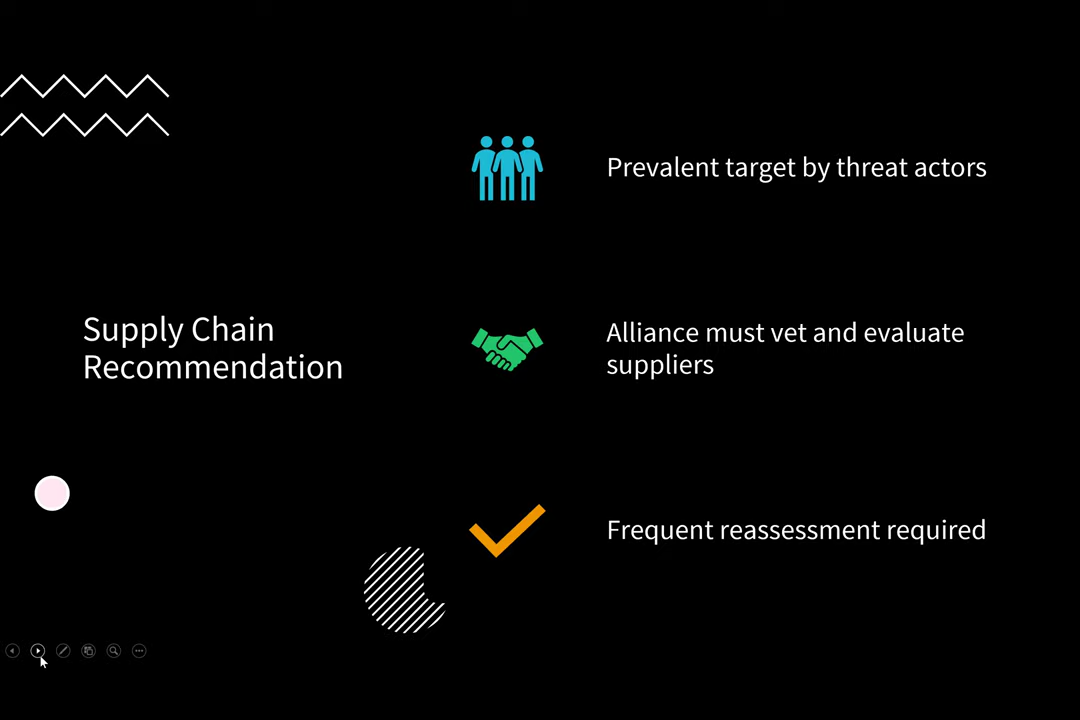 Supply Chain
Recommendation
Prevalent target by threat actors
Alliance must vet and evaluate
suppliers
Frequent reassessment required